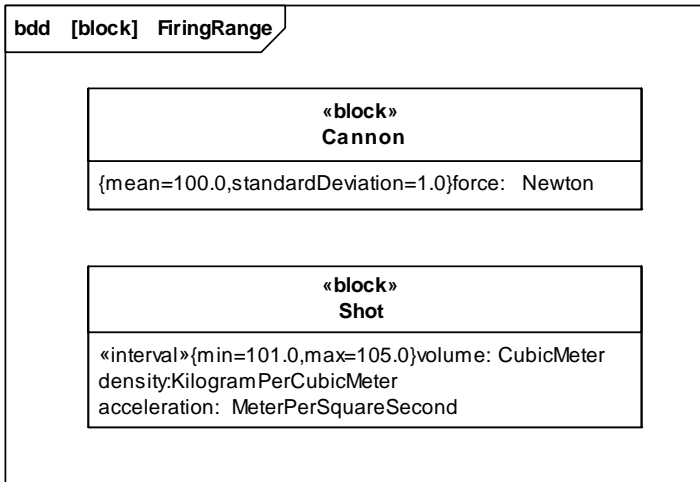 bdd [block] FiringRange
«block»
Cannon
{mean=100.0,standardDeviation=1.0}force: Newton
«block»
Shot
«interval»{min=101.0,max=105.0}volume: CubicMeter
density:KilogramPerCubicMeter
acceleration: MeterPerSquareSecond